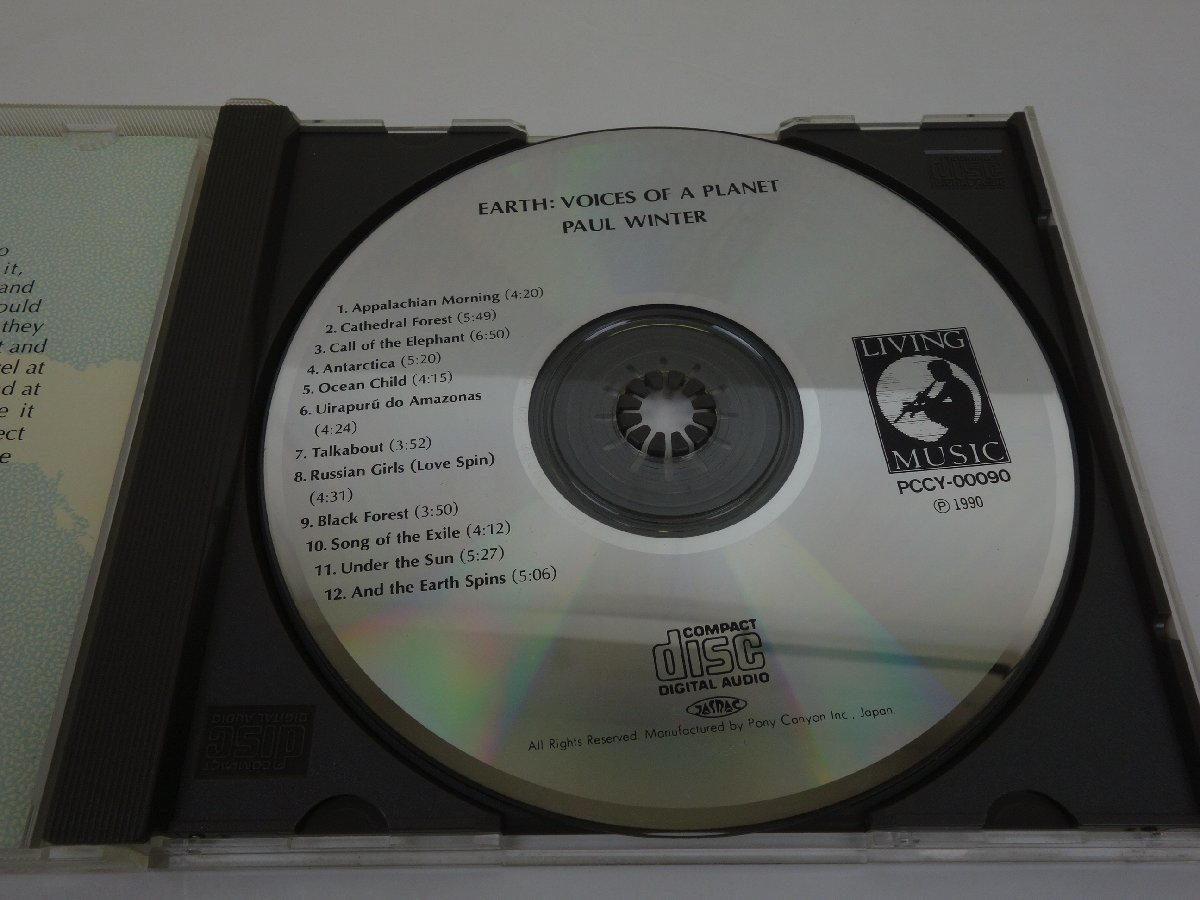 o
it,
and
ould
they
t and
el at
d at
e it
ect
e
EARTH: VOICES OF A PLANET
PAUL WINTER
1. Appalachian Morning (4:20)
2. Cathedral Forest (5:49)
3. Call of the Elephant (6:50)
4. Antarctica (5:20)
5. Ocean Child (4:15)
6. Uirapurú do Amazonas
(4:24)
7. Talkabout (3:52)
8. Russian Girls (Love Spin)
(4:31)
9. Black Forest (3:50)
10. Song of the Exile (4:12)
11. Under the Sun (5:27)
12. And the Earth Spins (5:06)
LIVING
MUSIC
PCCY-00090
℗ 1990
COMPACT
disc
DIGITAL AUDIO
JASRAC
All Rights Reserved. Manufactured by Pony Canyon Inc., Japan.
COMPACT
disc
DIGITAL AUDIO